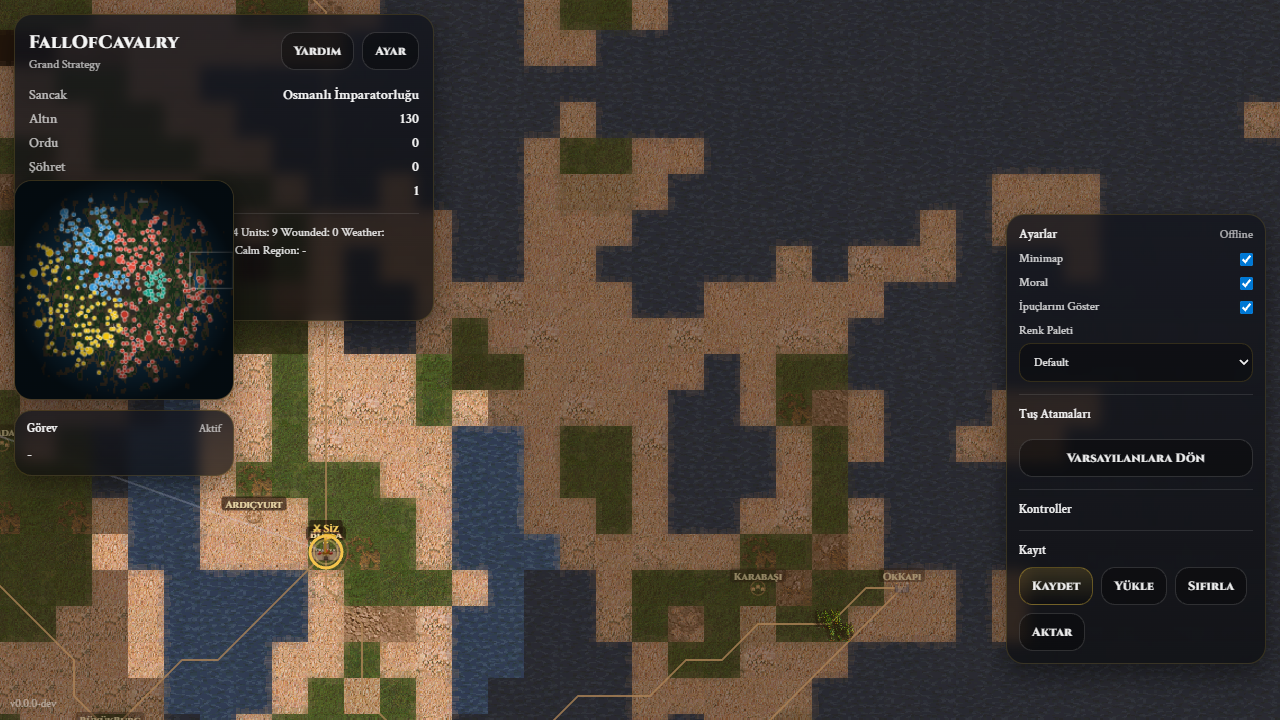 FallOfCavalry
Grand Strategy
Yardım
Ayar
Sancak Osmanlı İmparatorluğu
Altın 130
Ordu 0
Şöhret 0
1
4 Units: 9 Wounded: 0 Weather:
Calm Region: -
Görev Aktif
-
Ardıçyurt
⚔ Siz
Karabaşı
Okkapı
v0.0.0-dev
Ayarlar Offline
Minimap
Moral
İpuçlarını Göster
Renk Paleti
Default
Tuş Atamaları
Varsayılanlara Dön
Kontroller
Kayıt
Kaydet
Yükle
Sıfırla
Aktar